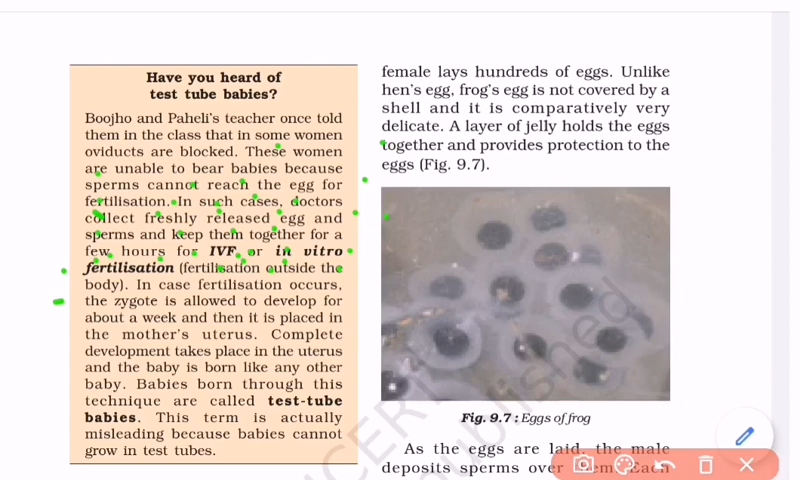 Have you heard of
test tube babies?
Boojho and Paheli's teacher once told
them in the class that in some women
oviducts are blocked. These women
are unable to bear babies because
sperms cannot reach the egg for
fertilisation. In such cases, doctors
collect freshly released egg and
sperms and keep them together for a
few hours for IVF or in vitro
fertilisation (fertilisation outside the
body). In case fertilisation occurs,
the zygote is allowed to develop for
about a week and then it is placed in
the mother's uterus. Complete
development takes place in the uterus
and the baby is born like any other
baby. Babies born through this
technique are called test-tube
babies. This term is actually
misleading because babies cannot
grow in test tubes.
female lays hundreds of eggs. Unlike
hen's egg, frog's egg is not covered by a
shell and it is comparatively very
delicate. A layer of jelly holds the eggs
together and provides protection to the
eggs (Fig. 9.7).
Fig. 9.7 : Eggs of frog
As the eggs are laid, the male
deposits sperms over them. Each